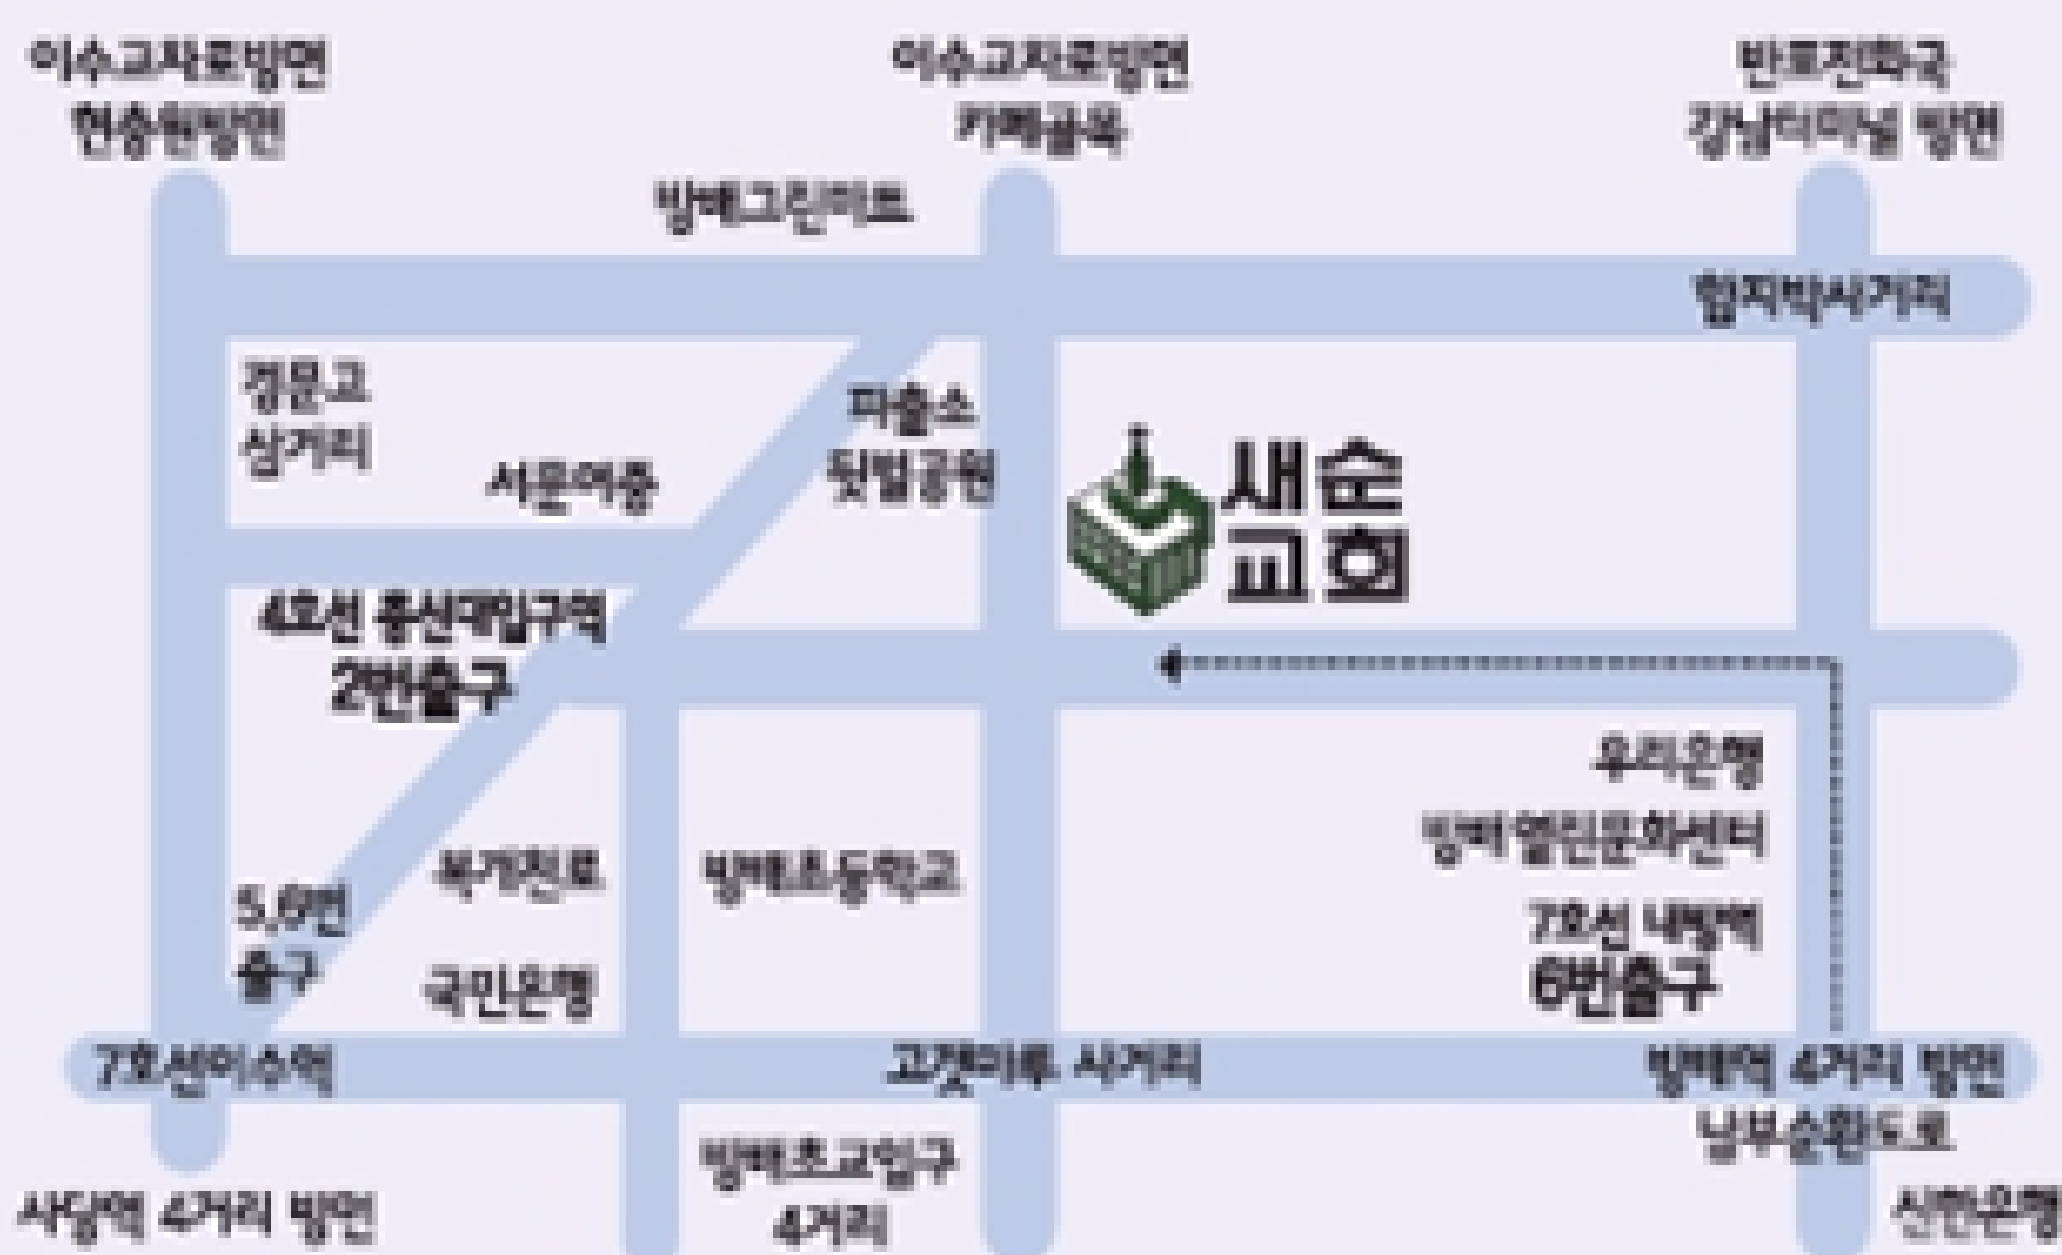 이수교차로방면
현충원방면
이수교차로방면
카페골목
반포전화국
강남터미널 방면
방배그린마트
함지박사거리
경문고
삼거리
파출소
뒷벌공원
서문여중
새순
교회
4호선 총신대입구역
2번출구
우리은행
방배열린문화센터
7호선 내방역
6번출구
복개천로
방배초등학교
5,6번
출구
국민은행
7호선이수역
고갯마루 사거리
방배역 4거리 방면
남부순환도로
방배초교입구
4거리
사당역 4거리 방면
신한은행